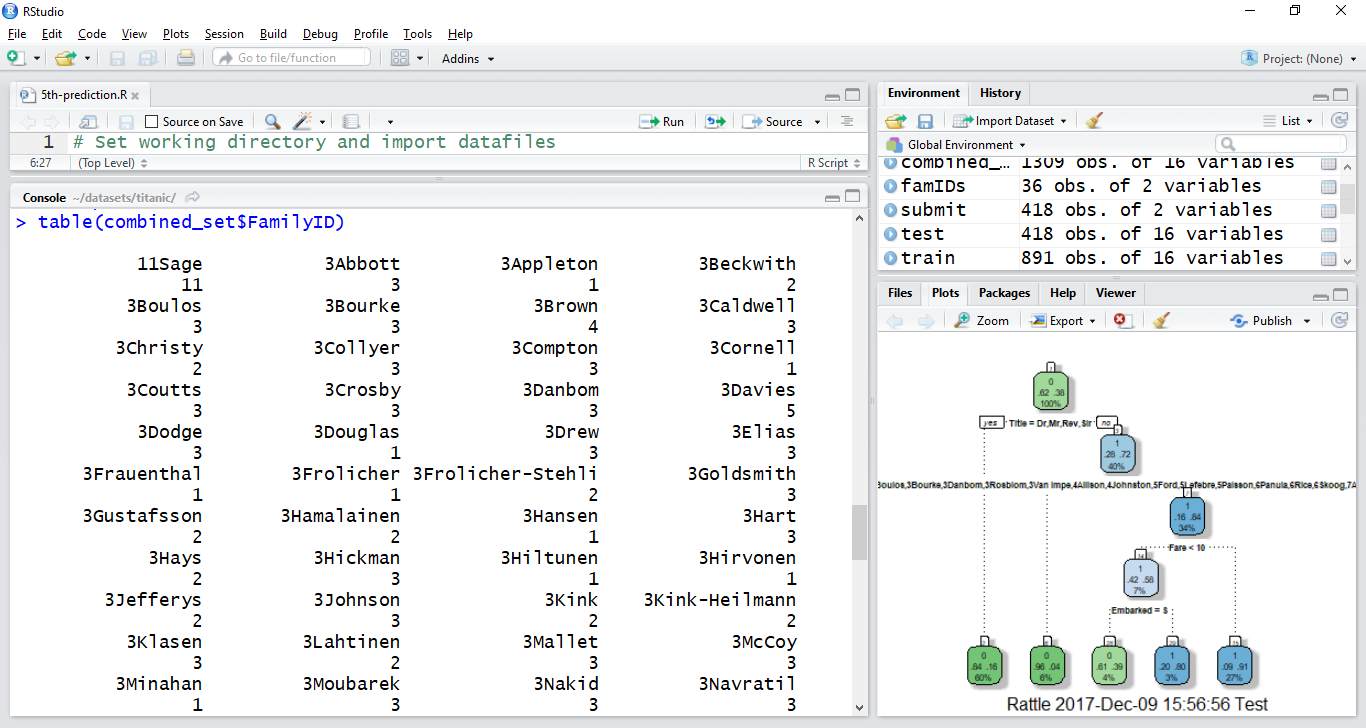 RStudio
File Edit Code View Plots Session Build Debug Profile Tools Help
Go to file/function Addins Project: (None)
5th-prediction.R
Source on Save Run Source
1 # Set working directory and import datafiles
6:27 (Top Level) R Script
Console ~/datasets/titanic/
> table(combined_set$FamilyID)
11Sage 3Abbott 3Appleton 3Beckwith
11 3 1 2
3Boulos 3Bourke 3Brown 3Caldwell
3 3 4 3
3Christy 3Collyer 3Compton 3Cornell
2 3 3 1
3Coutts 3Crosby 3Danbom 3Davies
3 3 3 5
3Dodge 3Douglas 3Drew 3Elias
3 1 3 3
3Frauenthal 3Frolicher 3Frolicher-Stehli 3Goldsmith
1 1 2 3
3Gustafsson 3Hamalainen 3Hansen 3Hart
2 2 1 3
3Hays 3Hickman 3Hiltunen 3Hirvonen
2 3 1 1
3Jefferys 3Johnson 3Kink 3Kink-Heilmann
2 3 2 2
3Klasen 3Lahtinen 3Mallet 3McCoy
3 2 3 3
3Minahan 3Moubarek 3Nakid 3Navratil
1 3 3 3
Environment History
Import Dataset List
Global Environment
combined_... 1309 obs. of 16 variables
famIDs 36 obs. of 2 variables
submit 418 obs. of 2 variables
test 418 obs. of 16 variables
train 891 obs. of 16 variables
Files Plots Packages Help Viewer
Zoom Export Publish
0
.62 .38
100%
yes Title = Dr,Mr,Rev,Sir no
1
.28 .72
40%
Boulos,3Bourke,3Danbom,3Rosblom,3Van Impe,4Allison,4Johnston,5Ford,5Lefebre,5Palsson,6Panula,6Rice,6Skoog,7A
1
.16 .84
34%
Fare < 10
14
1
.42 .58
7%
Embarked = S
0 0 0 1 1
.84 .16 .96 .04 .61 .39 .20 .80 .09 .91
60% 6% 4% 3% 27%
Rattle 2017-Dec-09 15:56:56 Test